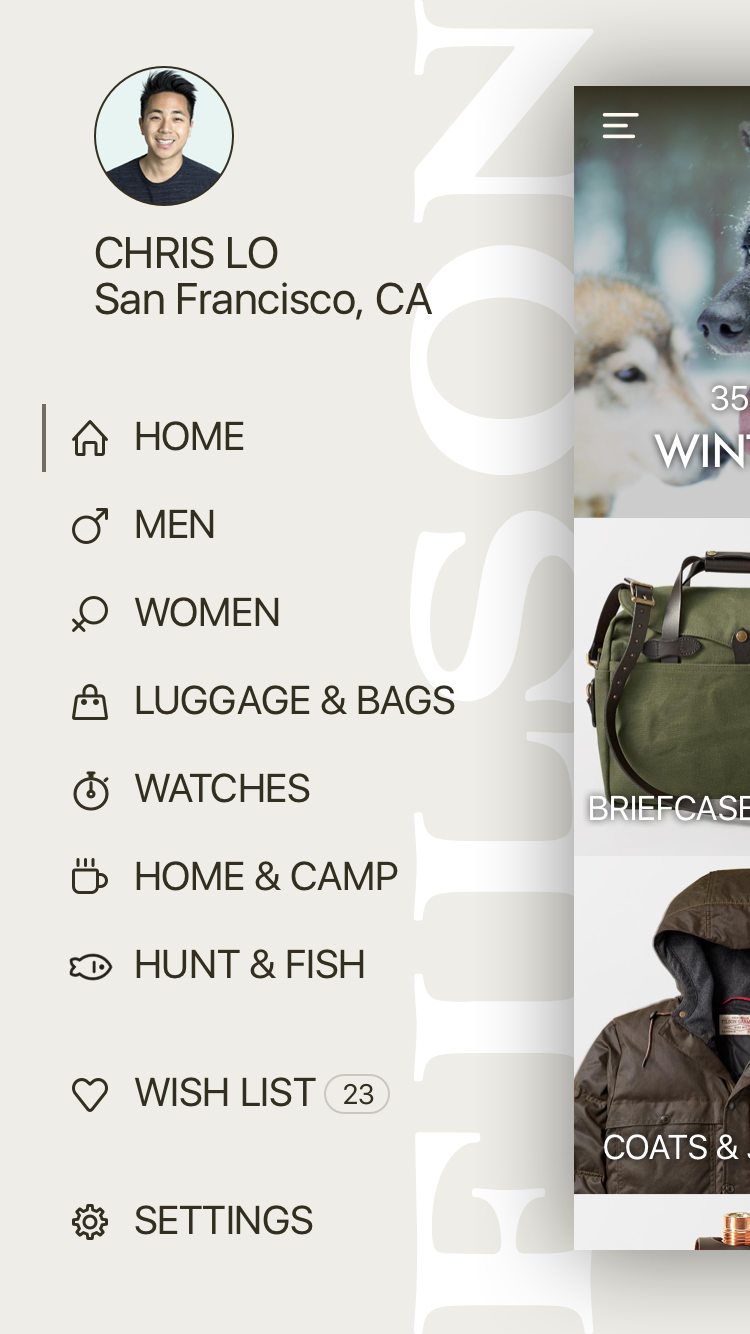 CHRIS LO
San Francisco, CA
HOME
MEN
WOMEN
LUGGAGE & BAGS
WATCHES
HOME & CAMP
HUNT & FISH
WISH LIST 23
SETTINGS
FILSON
35
WINT
BRIEFCASE
COATS & J